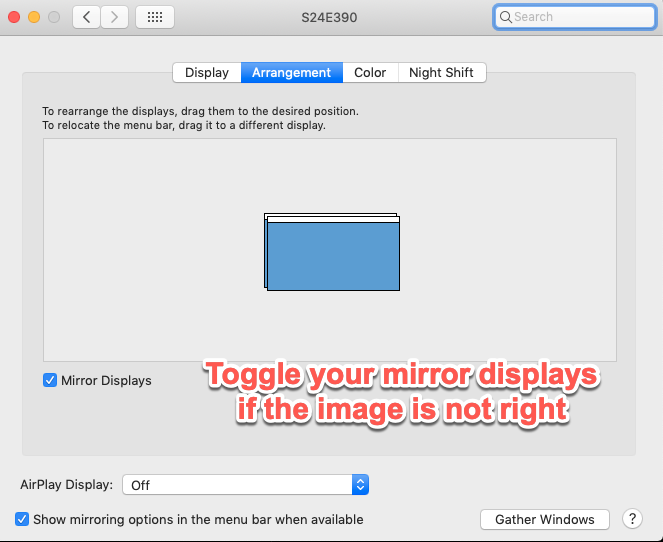 S24E390
Search
Display Arrangement Color Night Shift
To rearrange the displays, drag them to the desired position.
To relocate the menu bar, drag it to a different display.
Mirror Displays
Toggle your mirror displays
if the image is not right
AirPlay Display: Off
Show mirroring options in the menu bar when available
Gather Windows ?